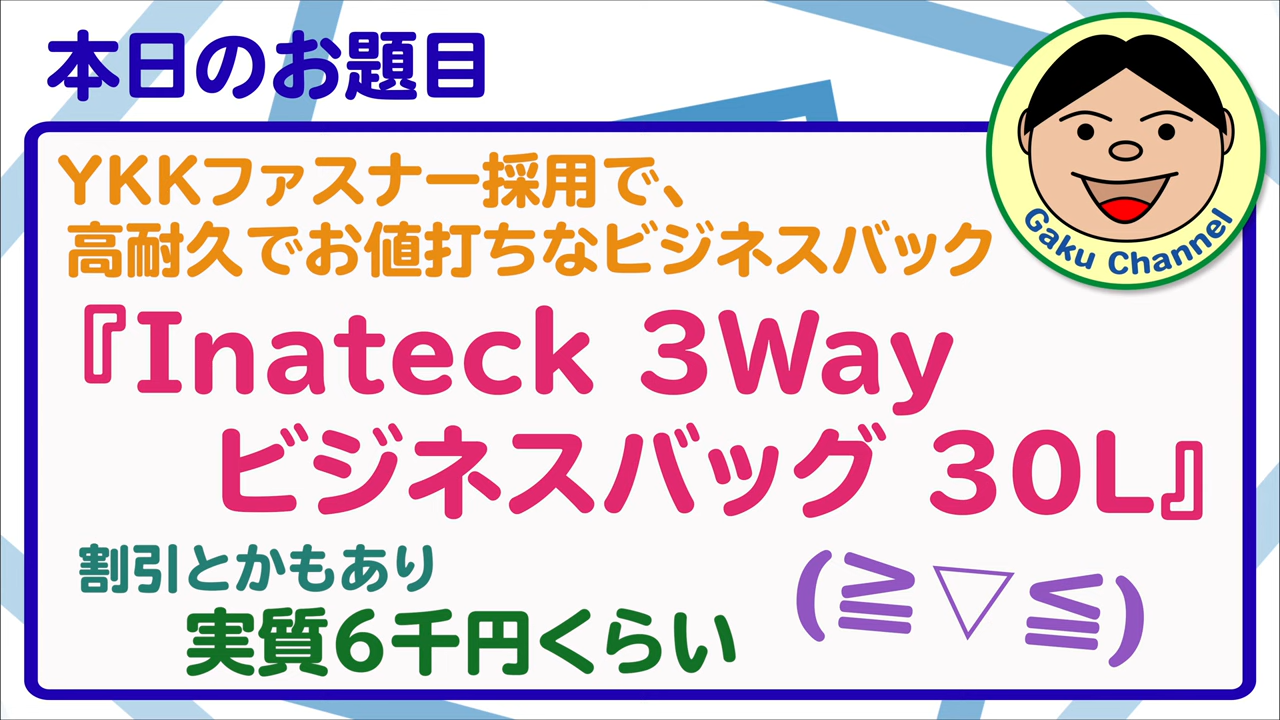 本日のお題目
YKKファスナー採用で、
高耐久でお値打ちなビジネスバック
『Inateck 3Way
ビジネスバッグ 30L』
割引とかもあり
実質6千円くらい
(≧▽≦)
Gaku Channel